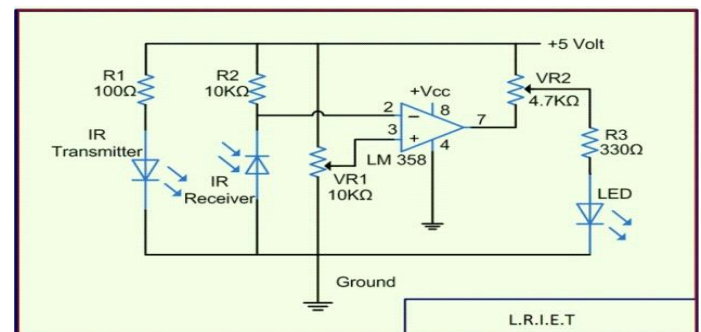 +5 Volt
R1
100Ω
R2
10KΩ
+Vcc
VR2
4.7KΩ
2
8
7
3
4
LM 358
IR
Transmitter
IR
Receiver
VR1
10KΩ
R3
330Ω
LED
Ground
L.R.I.E.T